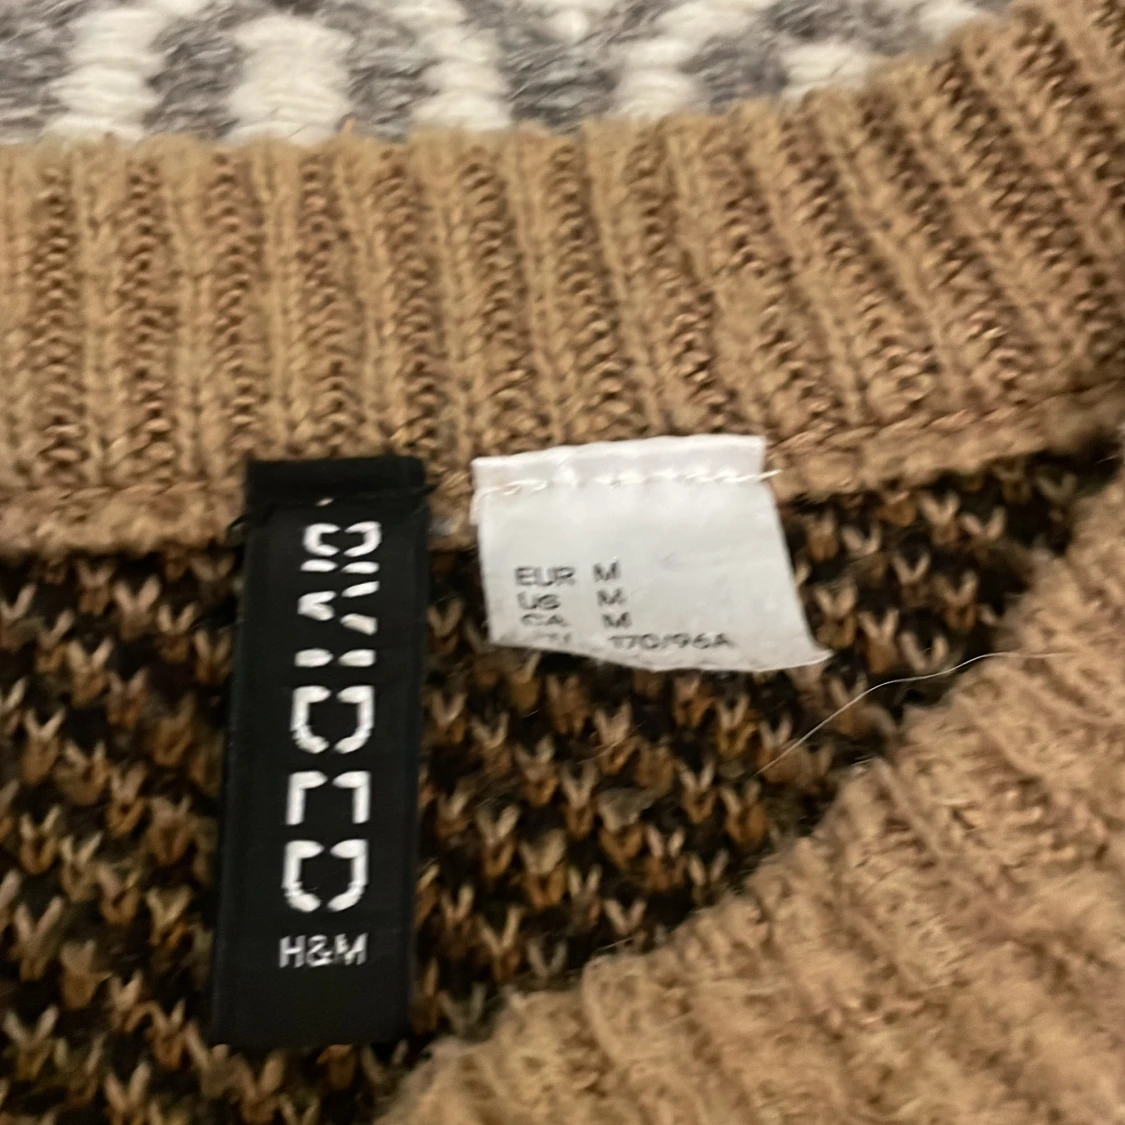 DIVIDED
H&M
EUR M
US M
CA M
170/96A